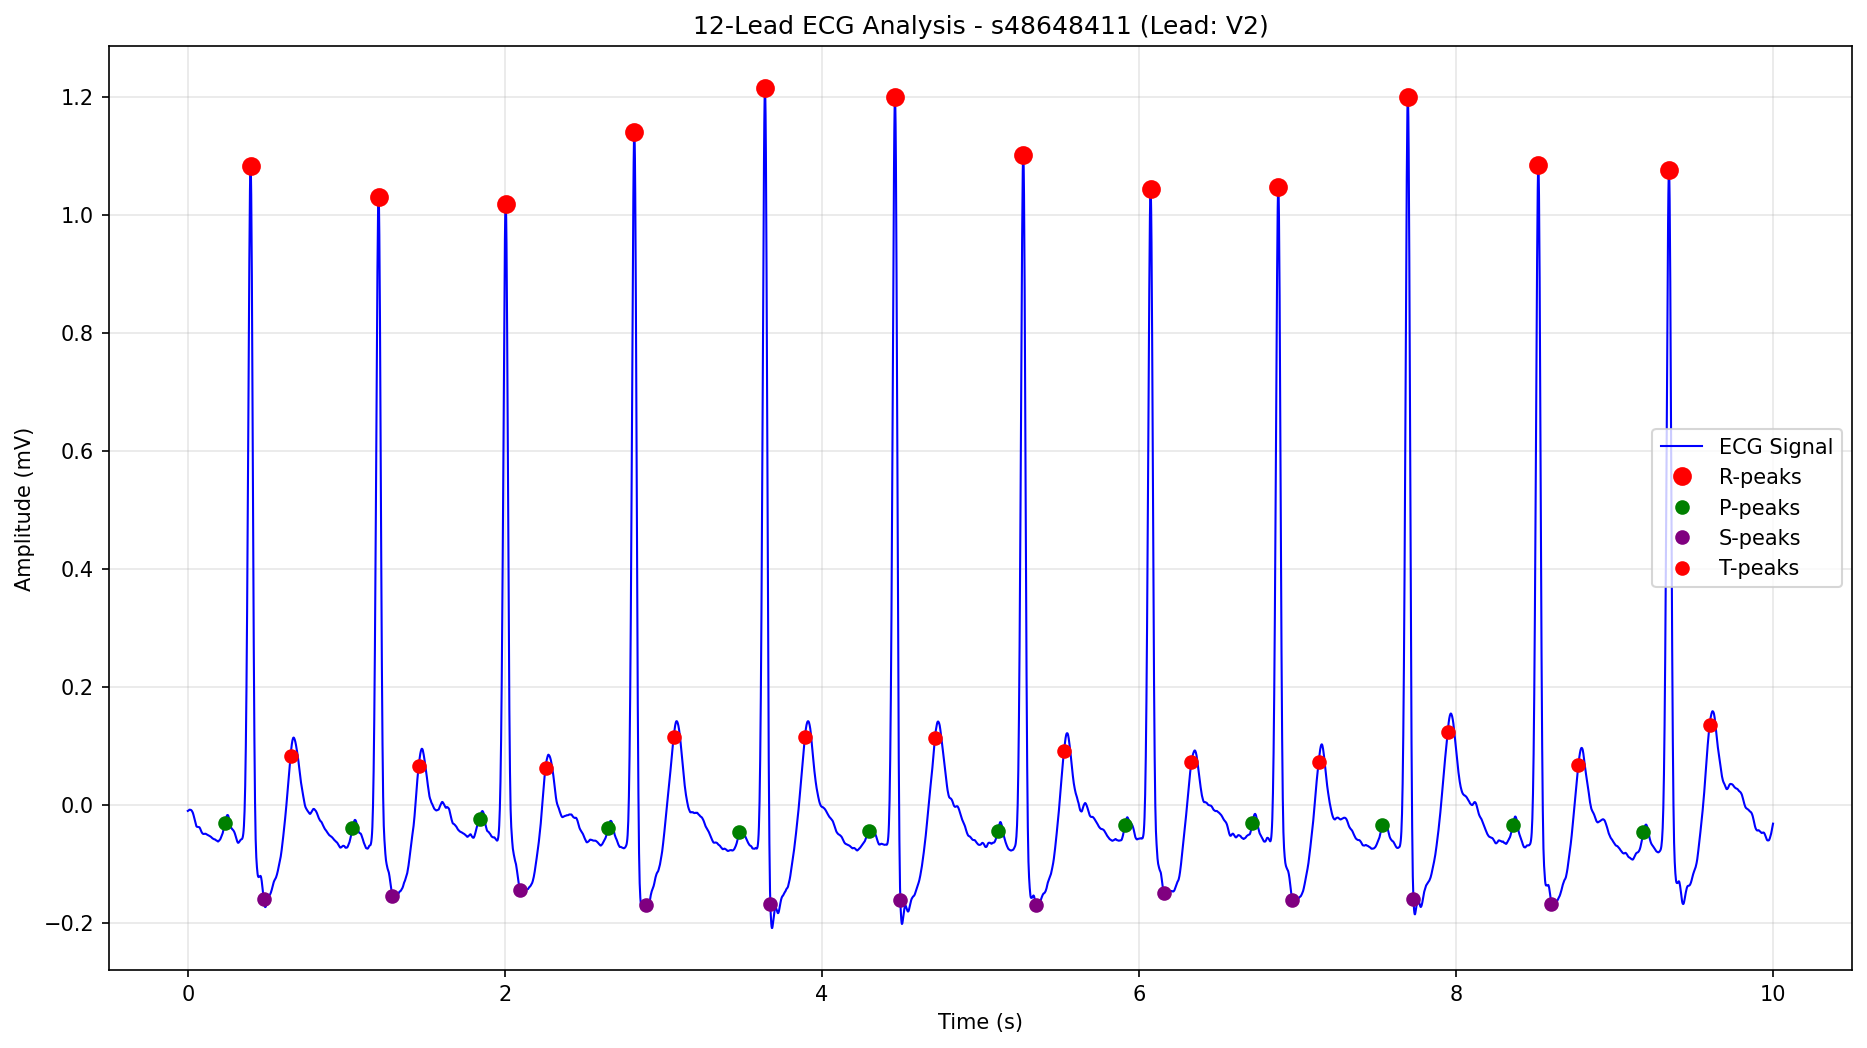 12-Lead ECG Analysis - s48648411 (Lead: V2)
Amplitude (mV)
1.2
1.0
0.8
0.6
0.4
0.2
0.0
−0.2
ECG Signal
R-peaks
P-peaks
S-peaks
T-peaks
0 2 4 6 8 10
Time (s)